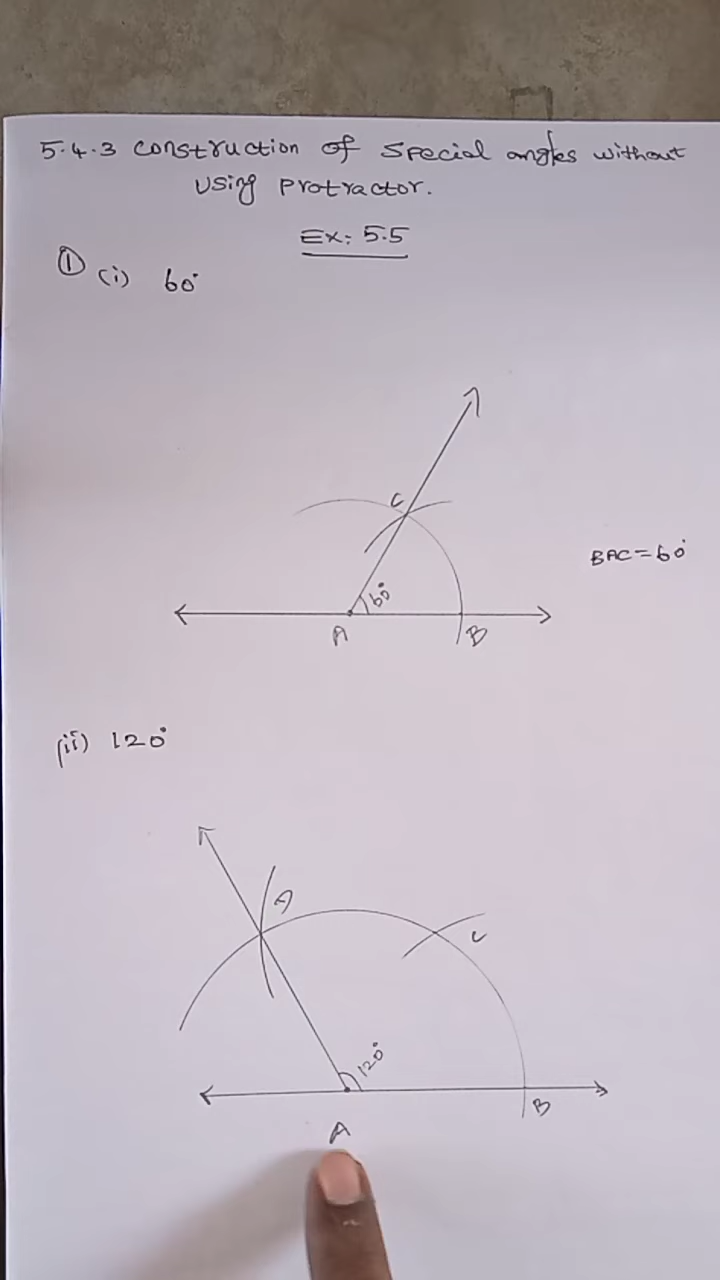 5.4.3 Construction of Special angles without
using Protractor.
Ex: 5.5
① (i) 60°
C
BAC = 60°
60°
A
B
(ii) 120°
A
C
120°
B
A